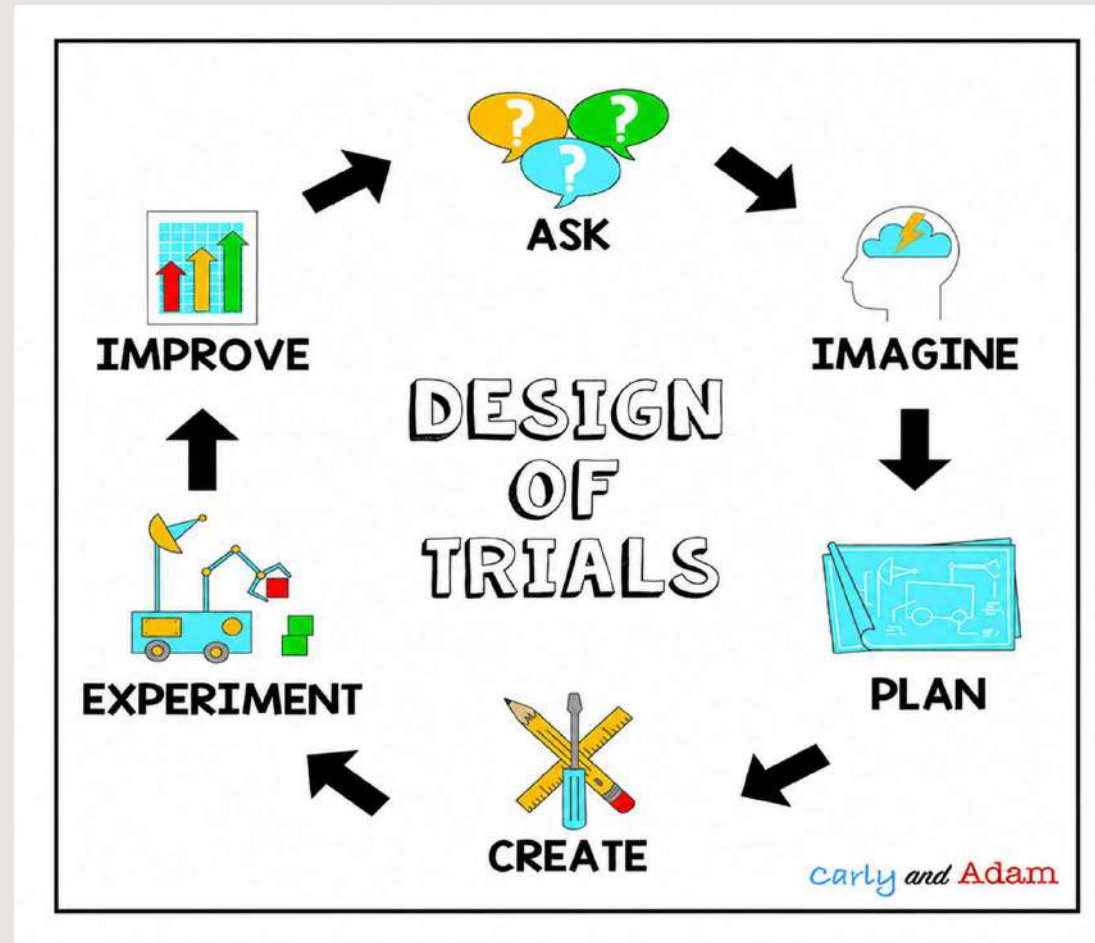 ? ? ?
ASK
IMAGINE
PLAN
CREATE
EXPERIMENT
IMPROVE
DESIGN
OF
TRIALS
carly and Adam